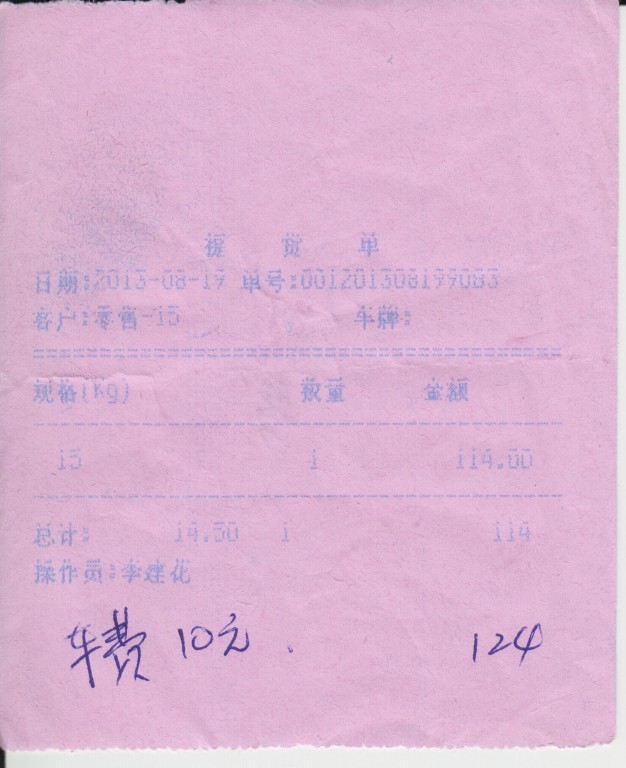 提 货 单
日期:2013-08-19 单号:001201308199083
客户:零售-15 车牌:
规格(Kg) 数量 金额
15 1 114.00
总计: 14.50 1 114
操作员:李建花
车费 10元. 124